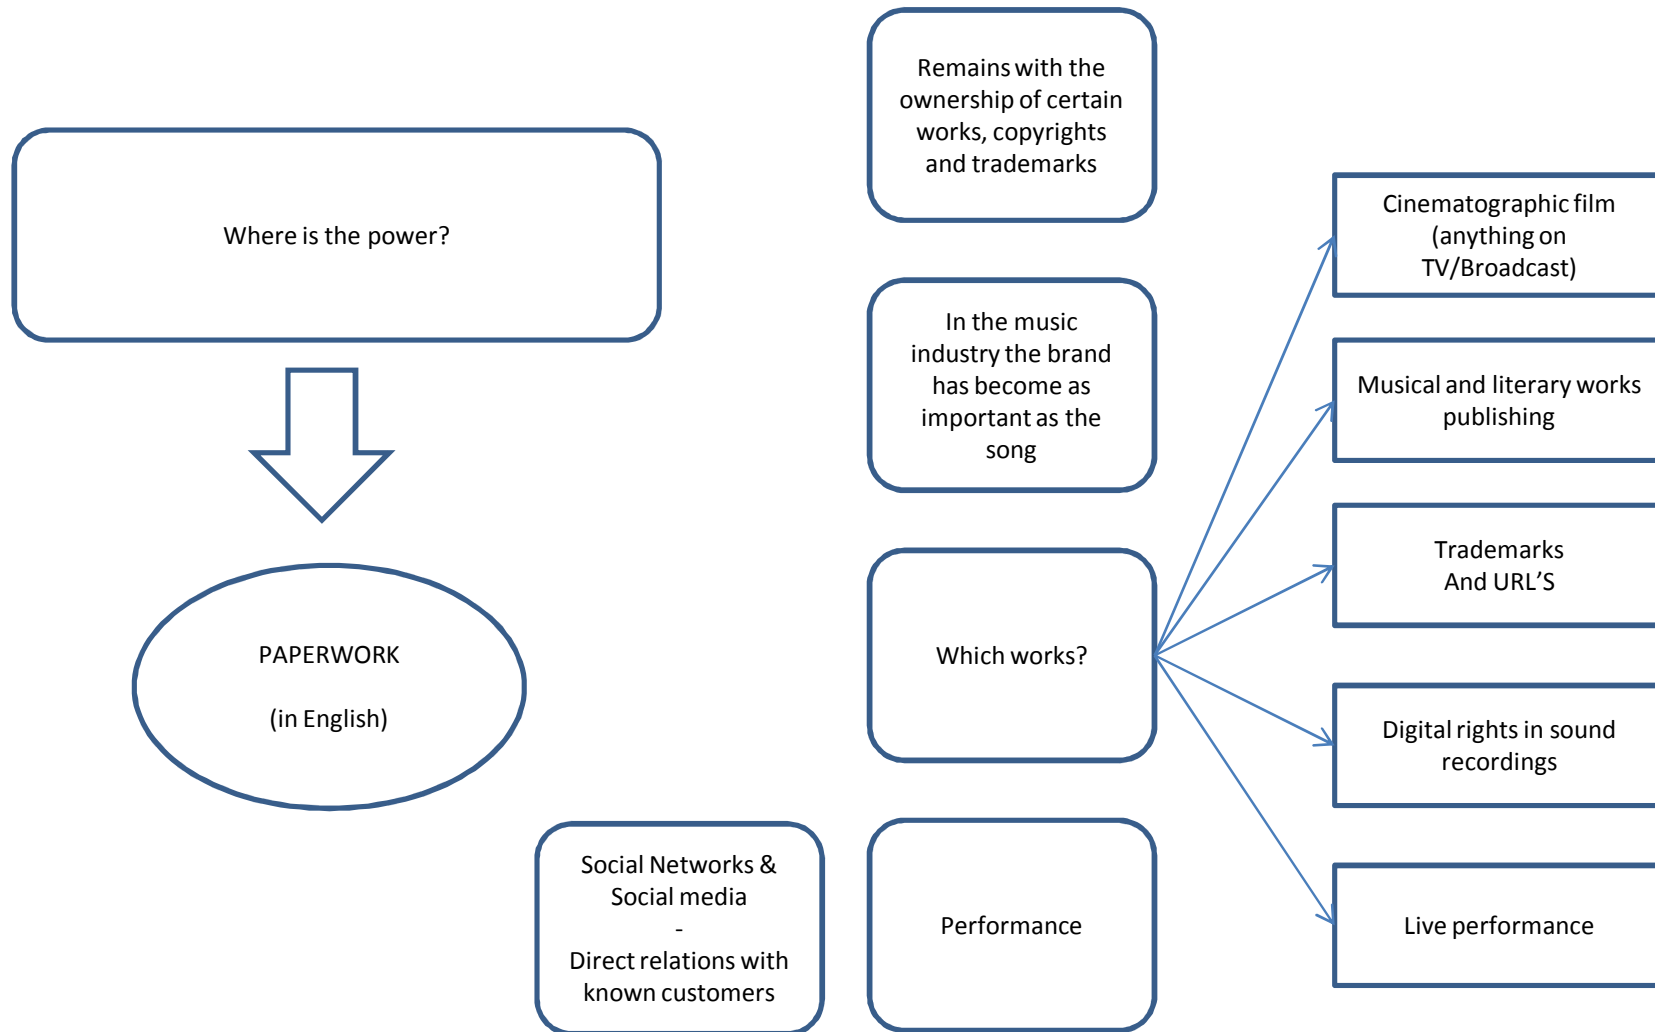 Where is the power?
PAPERWORK
(in English)
Social Networks &
Social media
-
Direct relations with
known customers
Remains with the
ownership of certain
works, copyrights
and trademarks
In the music
industry the brand
has become as
important as the
song
Which works?
Performance
Cinematographic film
(anything on
TV/Broadcast)
Musical and literary works
publishing
Trademarks
And URL’S
Digital rights in sound
recordings
Live performance